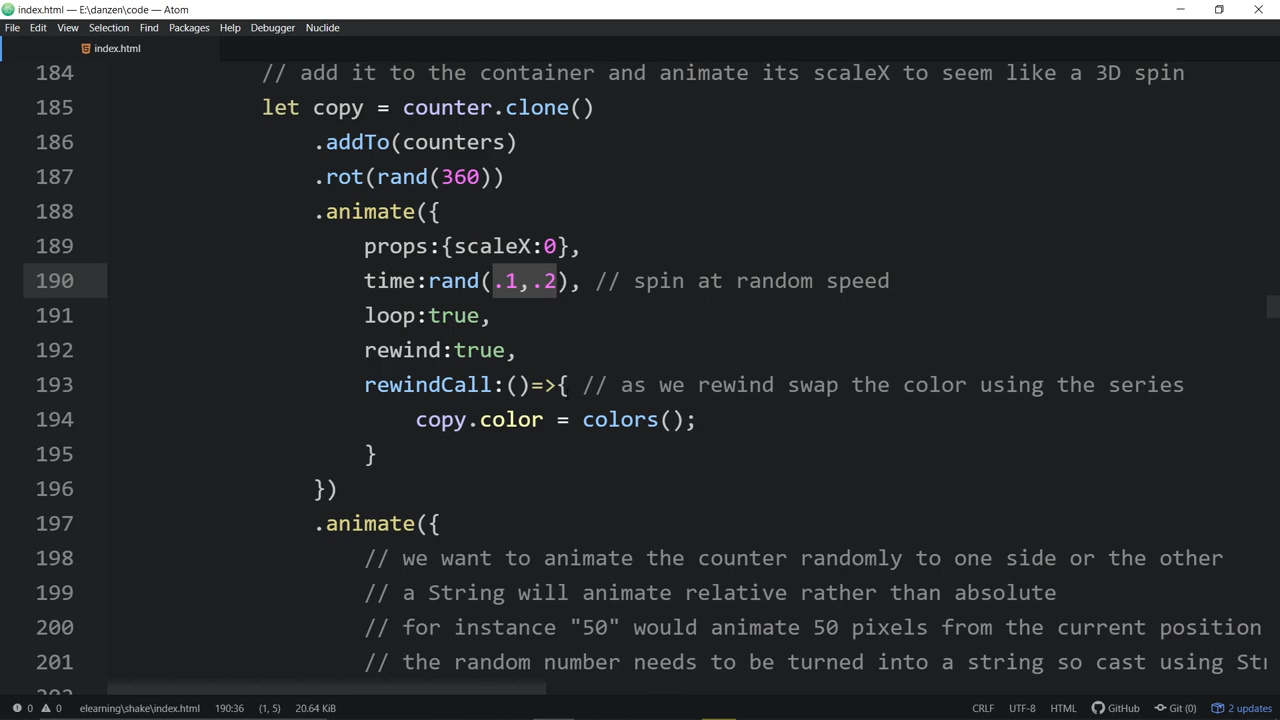 index.html — E:\danzen\code — Atom
File Edit View Selection Find Packages Help Debugger Nuclide
index.html
184 // add it to the container and animate its scaleX to seem like a 3D spin
185 let copy = counter.clone()
186 .addTo(counters)
187 .rot(rand(360))
188 .animate({
189 props:{scaleX:0},
190 time:rand(.1,.2), // spin at random speed
191 loop:true,
192 rewind:true,
193 rewindCall:()=>{ // as we rewind swap the color using the series
194 copy.color = colors();
195 }
196 })
197 .animate({
198 // we want to animate the counter randomly to one side or the other
199 // a String will animate relative rather than absolute
200 // for instance "50" would animate 50 pixels from the current position
201 // the random number needs to be turned into a string so cast using Str
0 0 elearning\shake\index.html 190:36 (1, 5) 20.64 KiB CRLF UTF-8 HTML GitHub Git (0) 2 updates